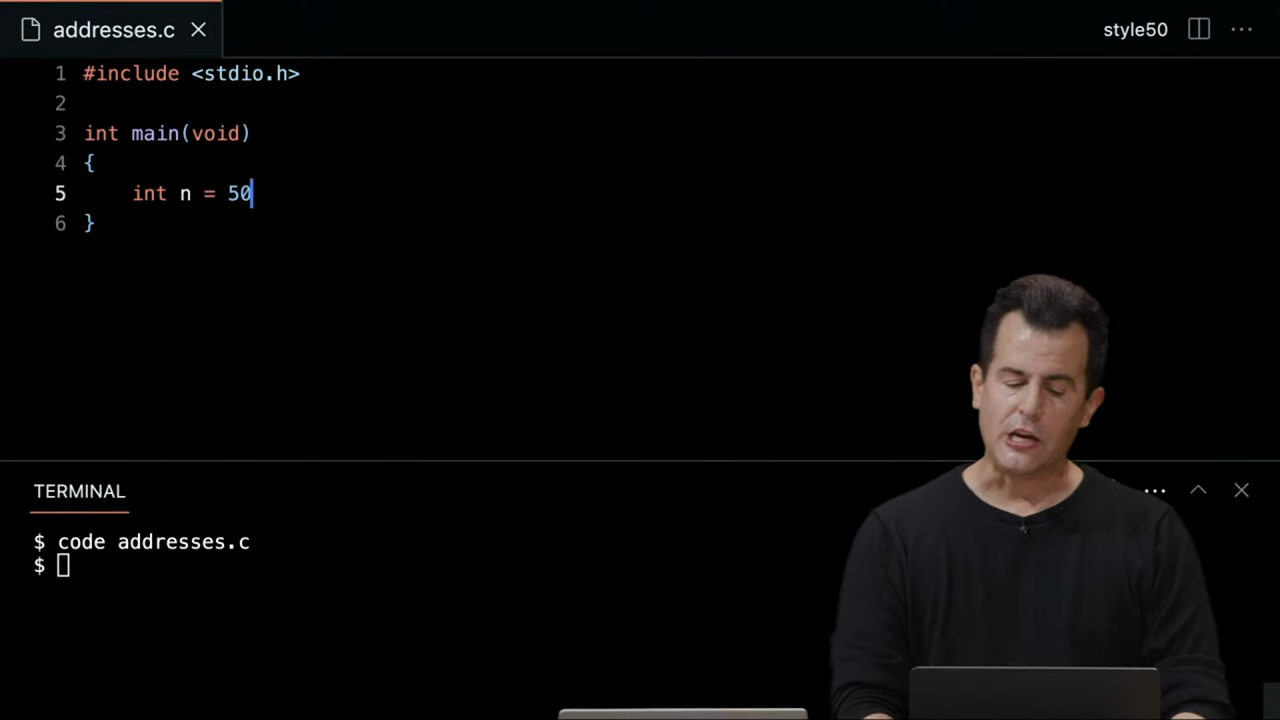 addresses.c
style50
1 #include <stdio.h>
2
3 int main(void)
4 {
5     int n = 50
6 }
TERMINAL
$ code addresses.c
$